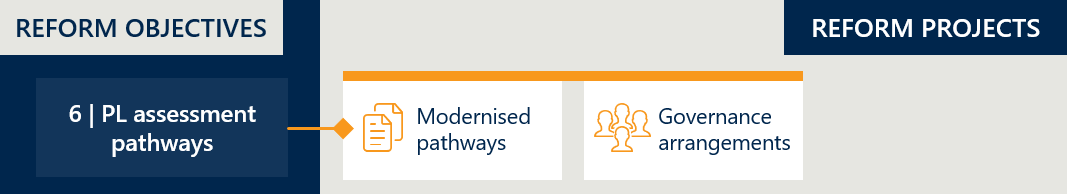 REFORM OBJECTIVES
REFORM PROJECTS
6 | PL assessment
pathways
Modernised
pathways
Governance
arrangements